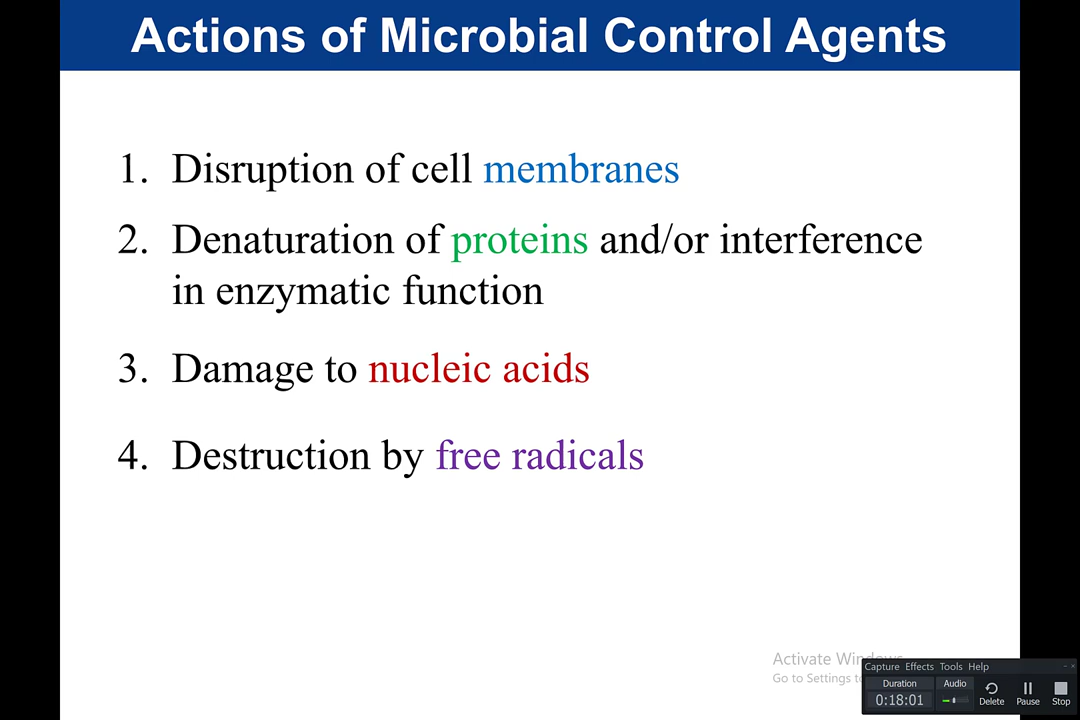 Actions of Microbial Control Agents
1. Disruption of cell membranes
2. Denaturation of proteins and/or interference
in enzymatic function
3. Damage to nucleic acids
4. Destruction by free radicals
Activate Windows
Go to Settings to
Capture Effects Tools Help
Duration
0:18:01
Audio
Delete
Pause
Stop